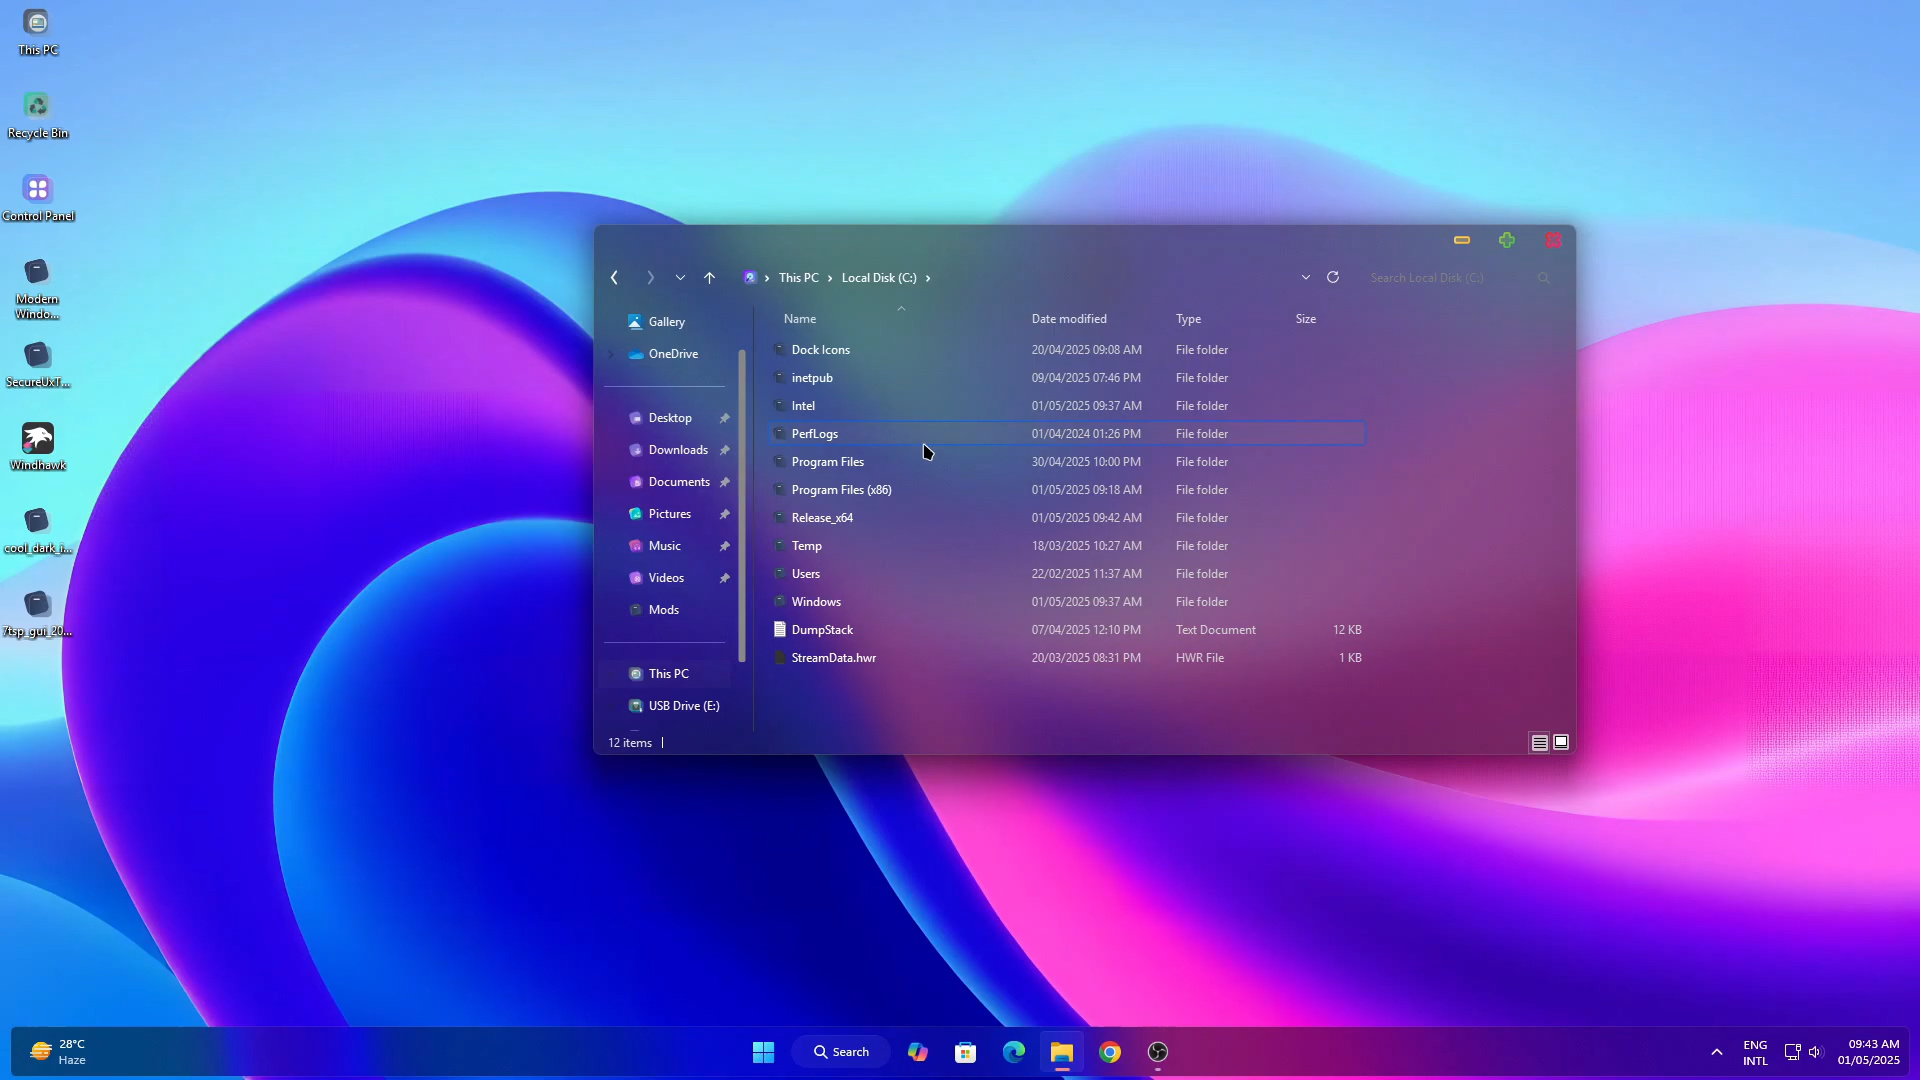 This PC
Recycle Bin
Control Panel
Modern
Windo...
SecureUxT...
Windhawk
cool_dark_i...
7tsp_gui_20...
This PC
Local Disk (C:)
Search Local Disk (C:)
Gallery
OneDrive
Desktop
Downloads
Documents
Pictures
Music
Videos
Mods
This PC
USB Drive (E:)
Name Date modified Type Size
Dock Icons 20/04/2025 09:08 AM File folder
inetpub 09/04/2025 07:46 PM File folder
Intel 01/05/2025 09:37 AM File folder
PerfLogs 01/04/2024 01:26 PM File folder
Program Files 30/04/2025 10:00 PM File folder
Program Files (x86) 01/05/2025 09:18 AM File folder
Release_x64 01/05/2025 09:42 AM File folder
Temp 18/03/2025 10:27 AM File folder
Users 22/02/2025 11:37 AM File folder
Windows 01/05/2025 09:37 AM File folder
DumpStack 07/04/2025 12:10 PM Text Document 12 KB
StreamData.hwr 20/03/2025 08:31 PM HWR File 1 KB
12 items
28°C
Haze
Search
ENG
INTL
09:43 AM
01/05/2025